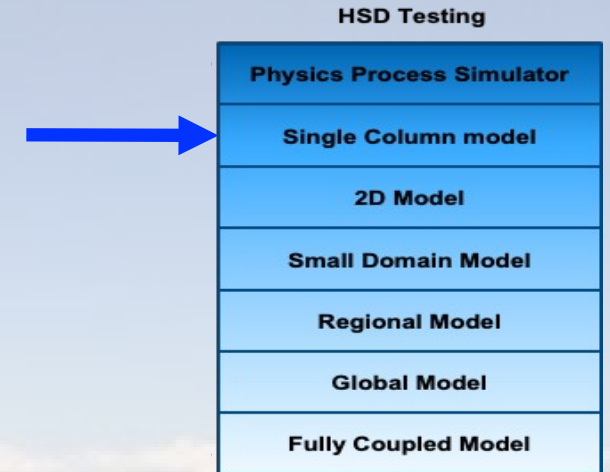 HSD Testing
Physics Process Simulator
Single Column model
2D Model
Small Domain Model
Regional Model
Global Model
Fully Coupled Model